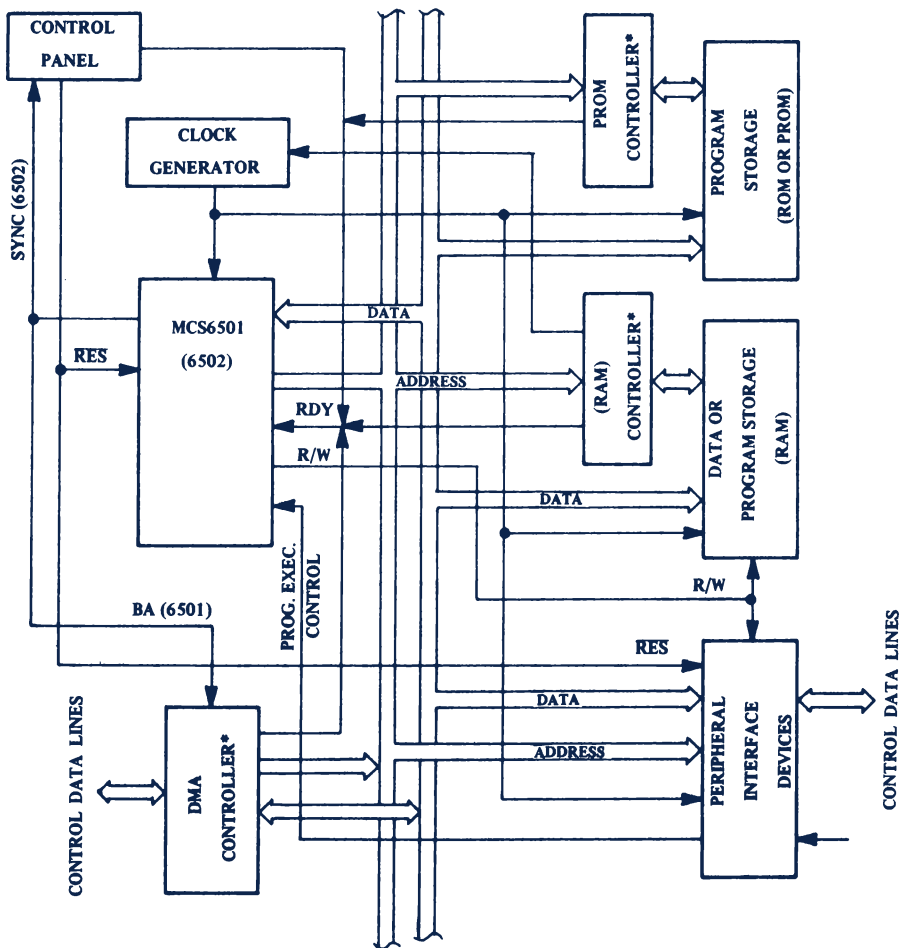 CONTROL
PANEL
CLOCK
GENERATOR
SYNC (6502)
MCS6501
(6502)
RES
DATA
ADDRESS
RDY
R/W
PROG. EXEC.
CONTROL
BA (6501)
CONTROL DATA LINES
DMA
CONTROLLER*
PROM
CONTROLLER*
PROGRAM
STORAGE
(ROM OR PROM)
(RAM)
CONTROLLER*
DATA OR
PROGRAM STORAGE
(RAM)
DATA
R/W
RES
DATA
ADDRESS
PERIPHERAL
INTERFACE
DEVICES
CONTROL DATA LINES